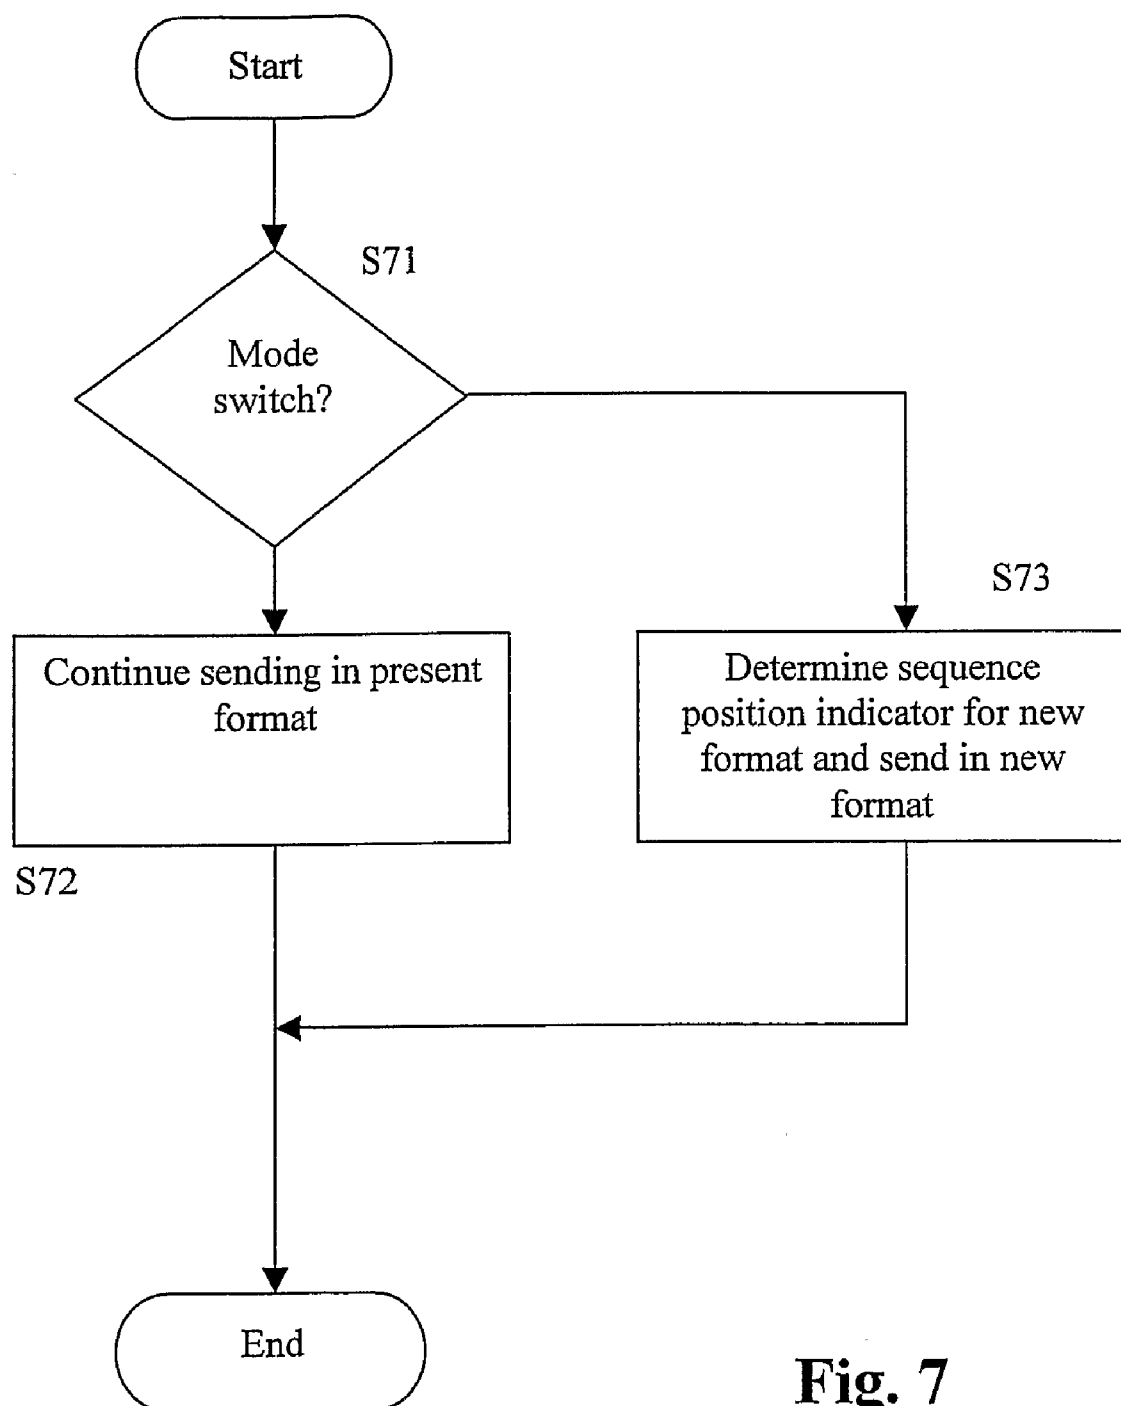 Start
S71
Mode
switch?
S73
Continue sending in present
format
Determine sequence
position indicator for new
format and send in new
format
S72
End
Fig. 7